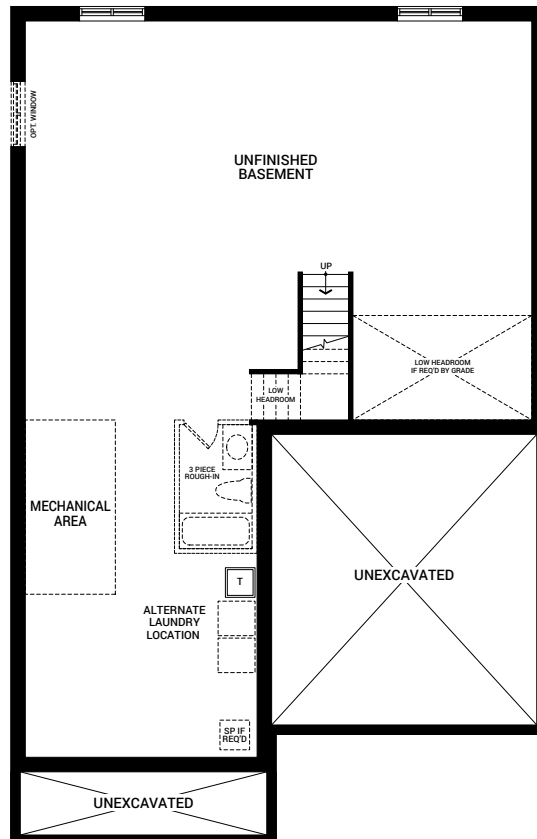 OPT. WINDOW
UNFINISHED
BASEMENT
UP
LOW HEADROOM
IF REQ'D BY GRADE
LOW
HEADROOM
3 PIECE
ROUGH-IN
MECHANICAL
AREA
UNEXCAVATED
T
ALTERNATE
LAUNDRY
LOCATION
SP IF
REQ'D
UNEXCAVATED